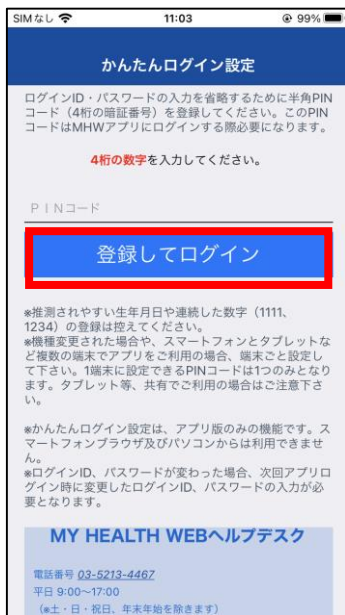 SIMなし 11:03 99%
かんたんログイン設定
ログインID・パスワードの入力を省略するために半角PIN
コード（4桁の暗証番号）を登録してください。このPIN
コードはMHWアプリにログインする際必要になります。
4桁の数字を入力してください。
ＰＩＮコード
登録してログイン
※推測されやすい生年月日や連続した数字（1111、
1234）の登録は控えてください。
※機種変更された場合や、スマートフォンとタブレットな
ど複数の端末でアプリをご利用の場合、端末ごと設定し
て下さい。1端末に設定できるPINコードは1つのみとなり
ます。タブレット等、共有でご利用の場合はご注意下さ
い。
※かんたんログイン設定は、アプリ版のみの機能です。ス
マートフォンブラウザ及びパソコンからは利用できませ
ん。
※ログインID、パスワードが変わった場合、次回アプリロ
グイン時に変更したログインID、パスワードの入力が必
要となります。
MY HEALTH WEBヘルプデスク
電話番号 03-5213-4467
平日 9:00〜17:00
（※土・日・祝日、年末年始を除きます）